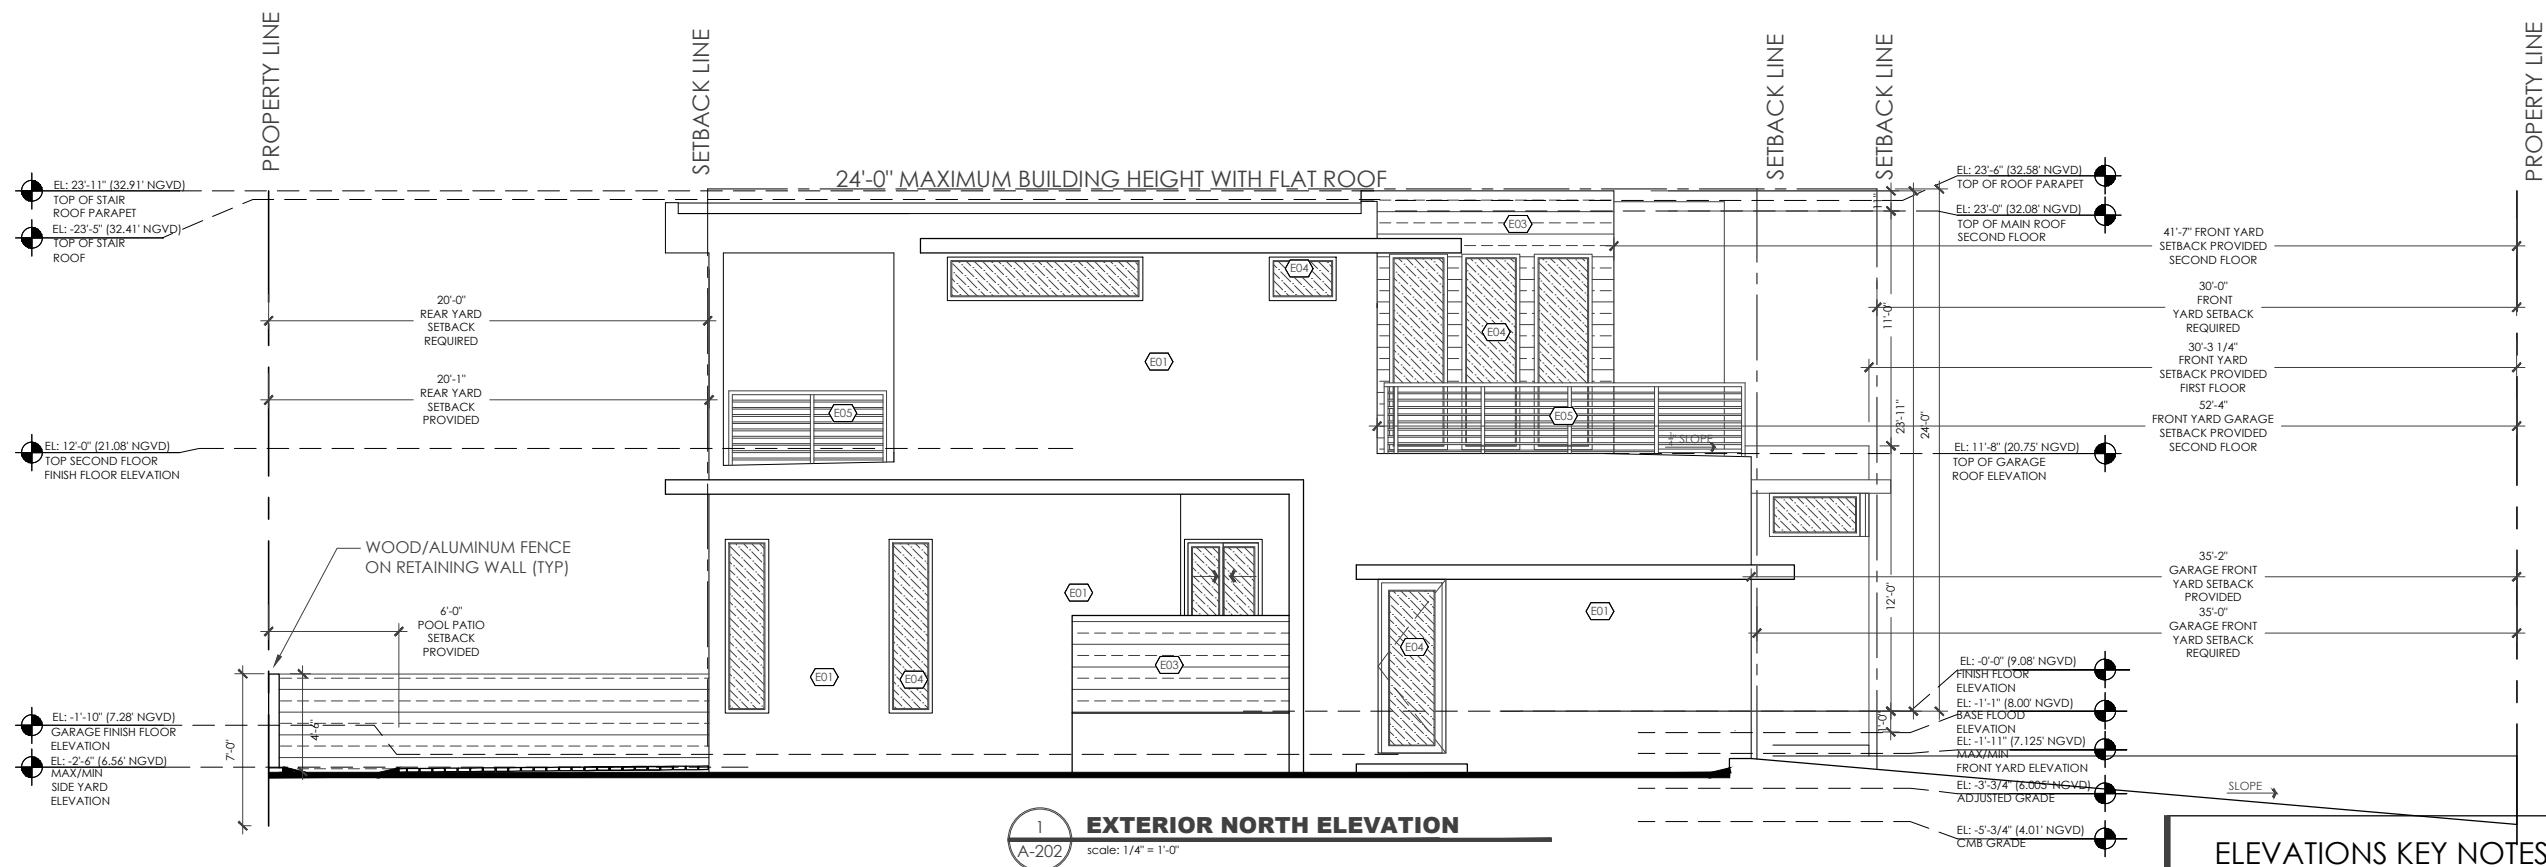 PROPERTY LINE
SETBACK LINE
SETBACK LINE
SETBACK LINE
PROPERTY LINE
24'-0" MAXIMUM BUILDING HEIGHT WITH FLAT ROOF
EL: 23'-11" (32.91' NGVD)
TOP OF STAIR
ROOF PARAPET
EL: -23'-5" (32.41' NGVD)
TOP OF STAIR
ROOF
20'-0"
REAR YARD
SETBACK
REQUIRED
20'-1"
REAR YARD
SETBACK
PROVIDED
EL: 12'-0" (21.08' NGVD)
TOP SECOND FLOOR
FINISH FLOOR ELEVATION
WOOD/ALUMINUM FENCE
ON RETAINING WALL (TYP)
6'-0"
POOL PATIO
SETBACK
PROVIDED
EL: -1'-10" (7.28' NGVD)
GARAGE FINISH FLOOR
ELEVATION
EL: -2'-6" (6.56' NGVD)
MAX/MIN
SIDE YARD
ELEVATION
7'-0"
4'-6"
E03
E04
E04
E01
E05
E05
SLOPE
E01
E01
E04
E04
E03
E01
EL: 23'-6" (32.58' NGVD)
TOP OF ROOF PARAPET
EL: 23'-0" (32.08' NGVD)
TOP OF MAIN ROOF
SECOND FLOOR
11'-0"
23'-11"
24'-0"
12'-0"
1'-0"
41'-7" FRONT YARD
SETBACK PROVIDED
SECOND FLOOR
30'-0"
FRONT
YARD SETBACK
REQUIRED
30'-3 1/4"
FRONT YARD
SETBACK PROVIDED
FIRST FLOOR
52'-4"
FRONT YARD GARAGE
SETBACK PROVIDED
SECOND FLOOR
EL: 11'-8" (20.75' NGVD)
TOP OF GARAGE
ROOF ELEVATION
35'-2"
GARAGE FRONT
YARD SETBACK
PROVIDED
35'-0"
GARAGE FRONT
YARD SETBACK
REQUIRED
EL: -0'-0" (9.08' NGVD)
FINISH FLOOR
ELEVATION
EL: -1'-1" (8.00' NGVD)
BASE FLOOD
ELEVATION
EL: -1'-11" (7.125' NGVD)
MAX/MIN
FRONT YARD ELEVATION
EL: -3'-3/4" (6.005' NGVD)
ADJUSTED GRADE
EL: -5'-3/4" (4.01' NGVD)
CMB GRADE
SLOPE
1
A-202
EXTERIOR NORTH ELEVATION
scale: 1/4" = 1'-0"
ELEVATIONS KEY NOTES